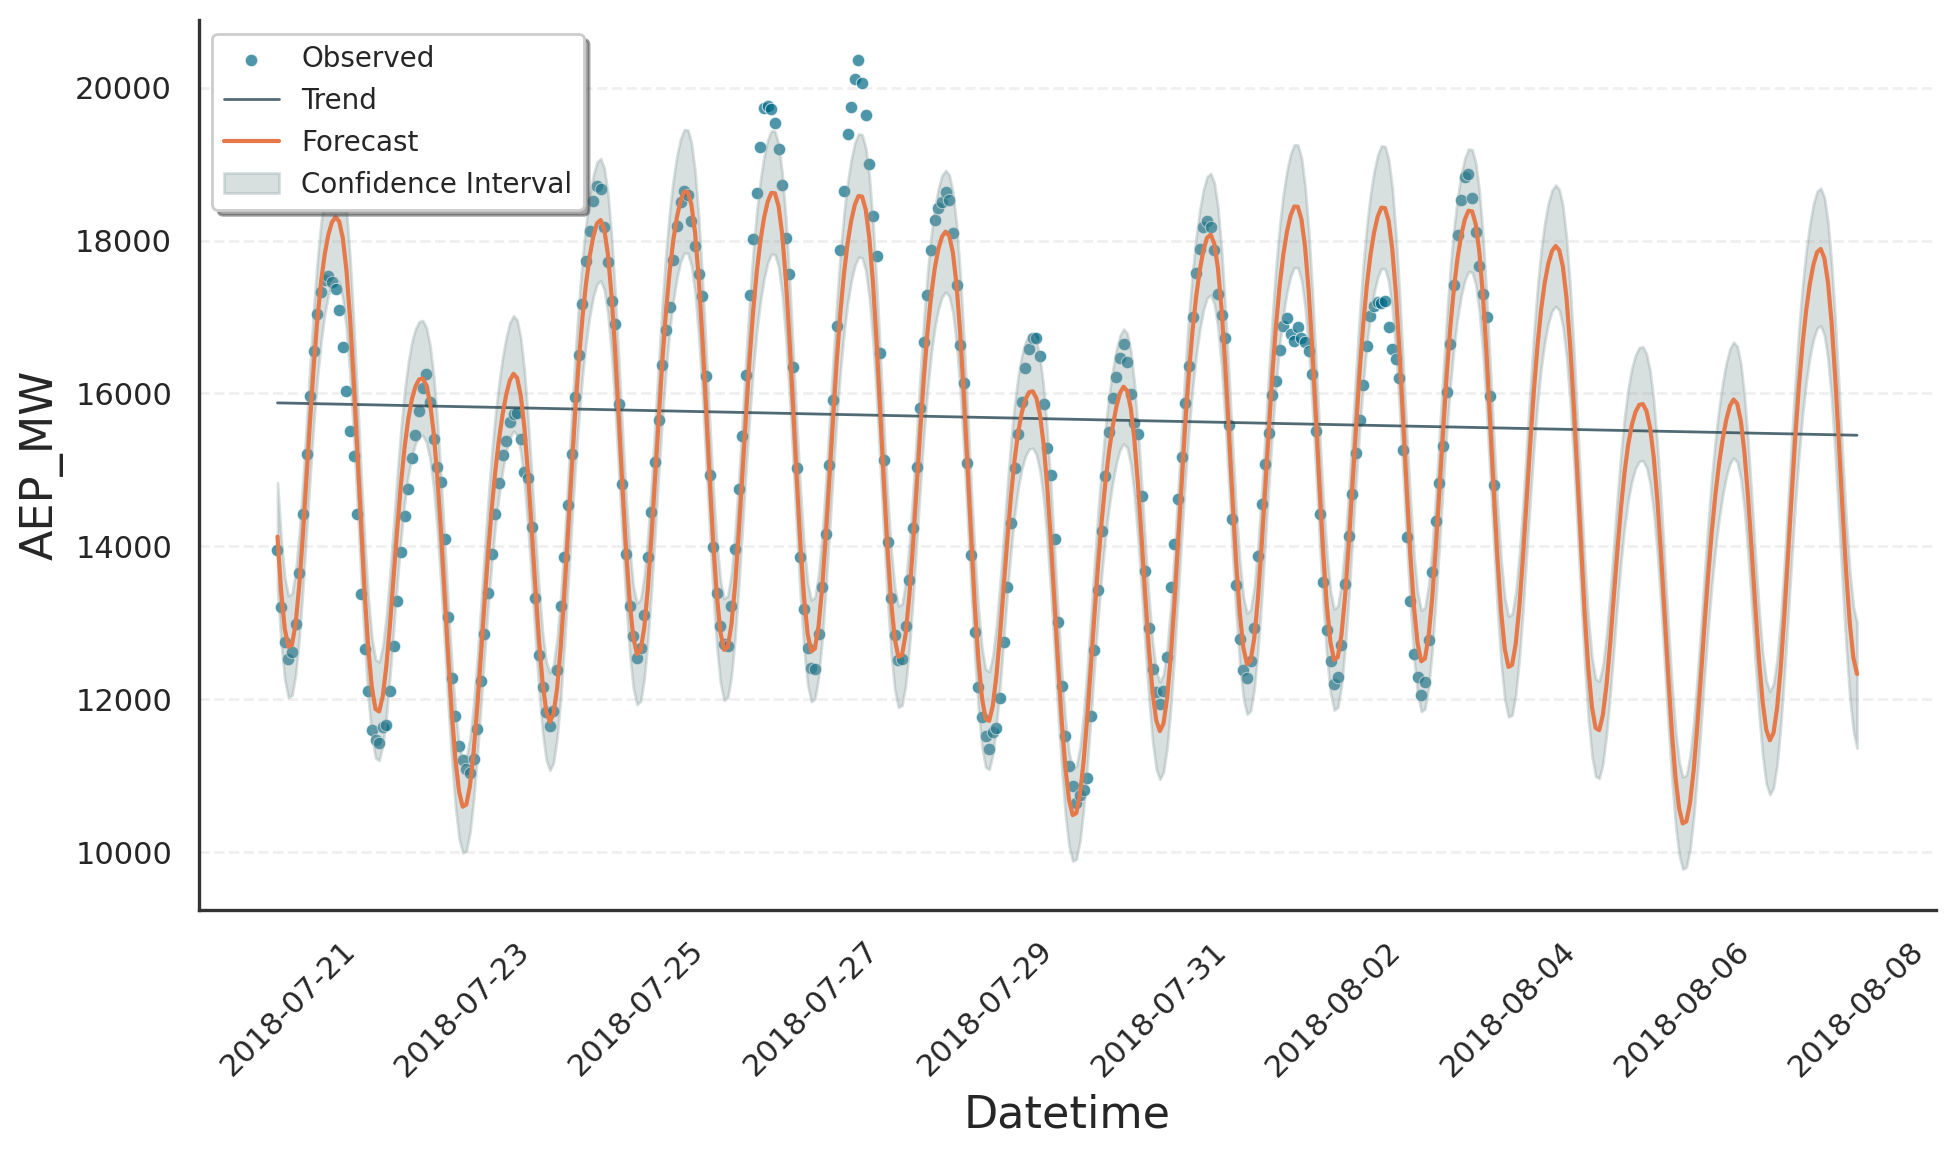 Observed
Trend
Forecast
Confidence Interval
20000
18000
16000
14000
12000
10000
AEP_MW
2018-07-21
2018-07-23
2018-07-25
2018-07-27
2018-07-29
2018-07-31
2018-08-02
2018-08-04
2018-08-06
2018-08-08
Datetime